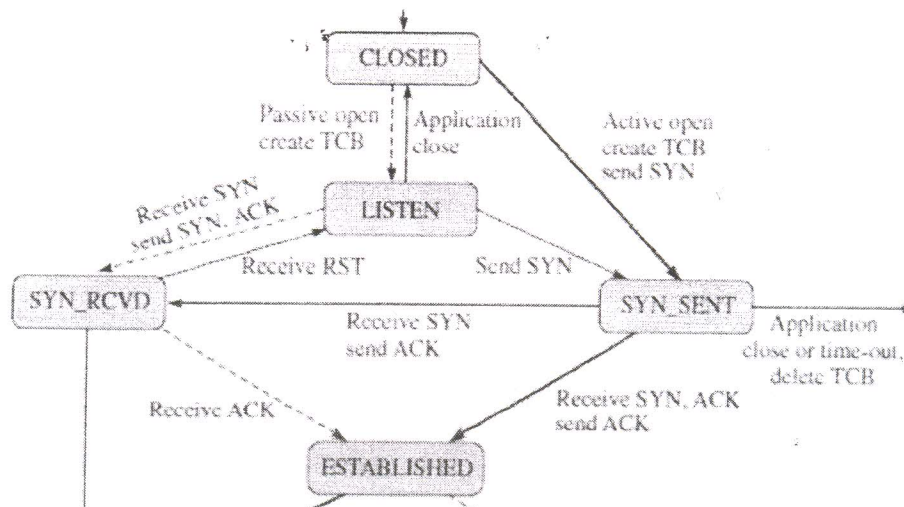 CLOSED
Passive open
create TCB
Application
close
Active open
create TCB
send SYN
Receive SYN
send SYN, ACK
LISTEN
Receive RST
Send SYN
SYN_RCVD
SYN_SENT
Receive SYN
send ACK
Application
close or time-out,
delete TCB
Receive ACK
Receive SYN, ACK
send ACK
ESTABLISHED